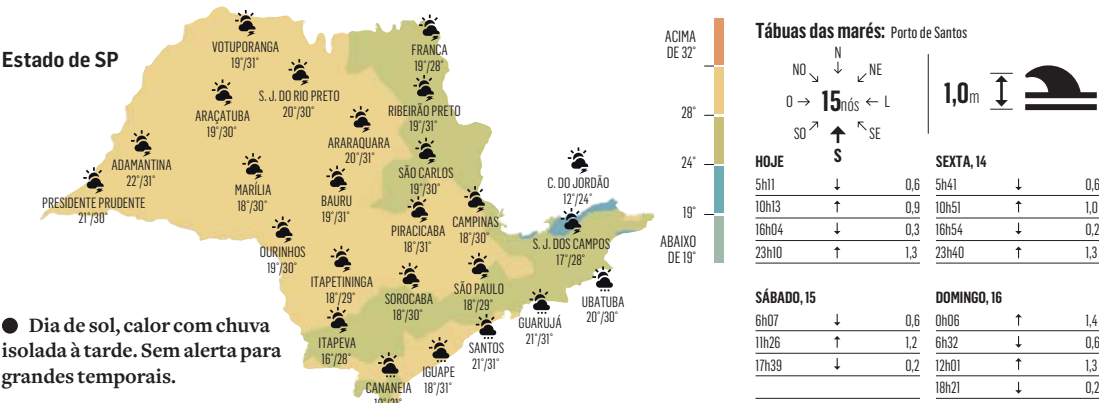 Estado de SP
VOTUPORANGA
19°/31°
FRANCA
19°/28°
S. J. DO RIO PRETO
20°/30°
ARAÇATUBA
19°/30°
RIBEIRÃO PRETO
19°/31°
ARARAQUARA
20°/31°
ADAMANTINA
22°/31°
PRESIDENTE PRUDENTE
21°/30°
MARÍLIA
18°/30°
BAURU
19°/31°
SÃO CARLOS
19°/30°
C. DO JORDÃO
12°/24°
PIRACICABA
18°/31°
CAMPINAS
18°/30°
S. J. DOS CAMPOS
17°/28°
OURINHOS
19°/30°
ITAPETININGA
18°/29°
SOROCABA
18°/30°
SÃO PAULO
18°/29°
UBATUBA
20°/30°
GUARUJÁ
21°/31°
ITAPEVA
16°/28°
SANTOS
21°/31°
IGUAPE
18°/31°
CANANEIA
● Dia de sol, calor com chuva
isolada à tarde. Sem alerta para
grandes temporais.
ACIMA
DE 32°
28°
24°
19°
ABAIXO
DE 19°
Tábuas das marés: Porto de Santos
N
NO ↘ ↓ ↙ NE
O → 15nós ← L
SO ↗ ↑ ↖ SE
S
1,0m
HOJE
5h11 ↓ 0,6
10h13 ↑ 0,9
16h04 ↓ 0,3
23h10 ↑ 1,3
SEXTA, 14
5h41 ↓ 0,6
10h51 ↑ 1,0
16h54 ↓ 0,2
23h40 ↑ 1,3
SÁBADO, 15
6h07 ↓ 0,6
11h26 ↑ 1,2
17h39 ↓ 0,2
DOMINGO, 16
0h06 ↑ 1,4
6h32 ↓ 0,6
12h01 ↑ 1,3
18h21 ↓ 0,2